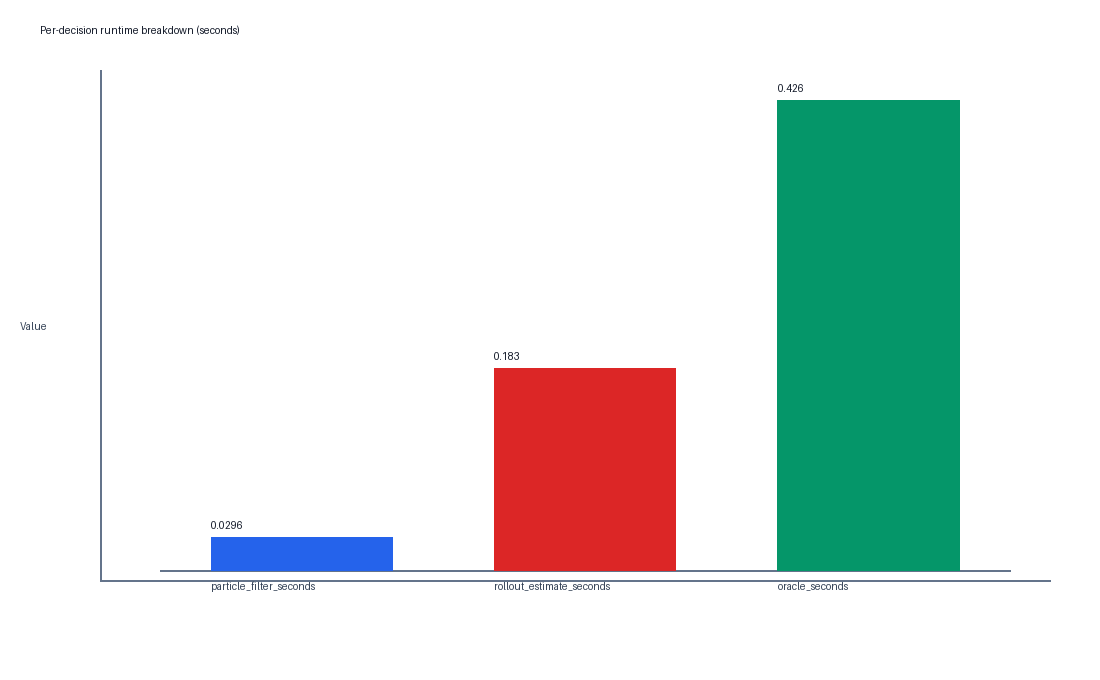 Per-decision runtime breakdown (seconds)
0.426
Value
0.183
0.0296
particle_filter_seconds
rollout_estimate_seconds
oracle_seconds